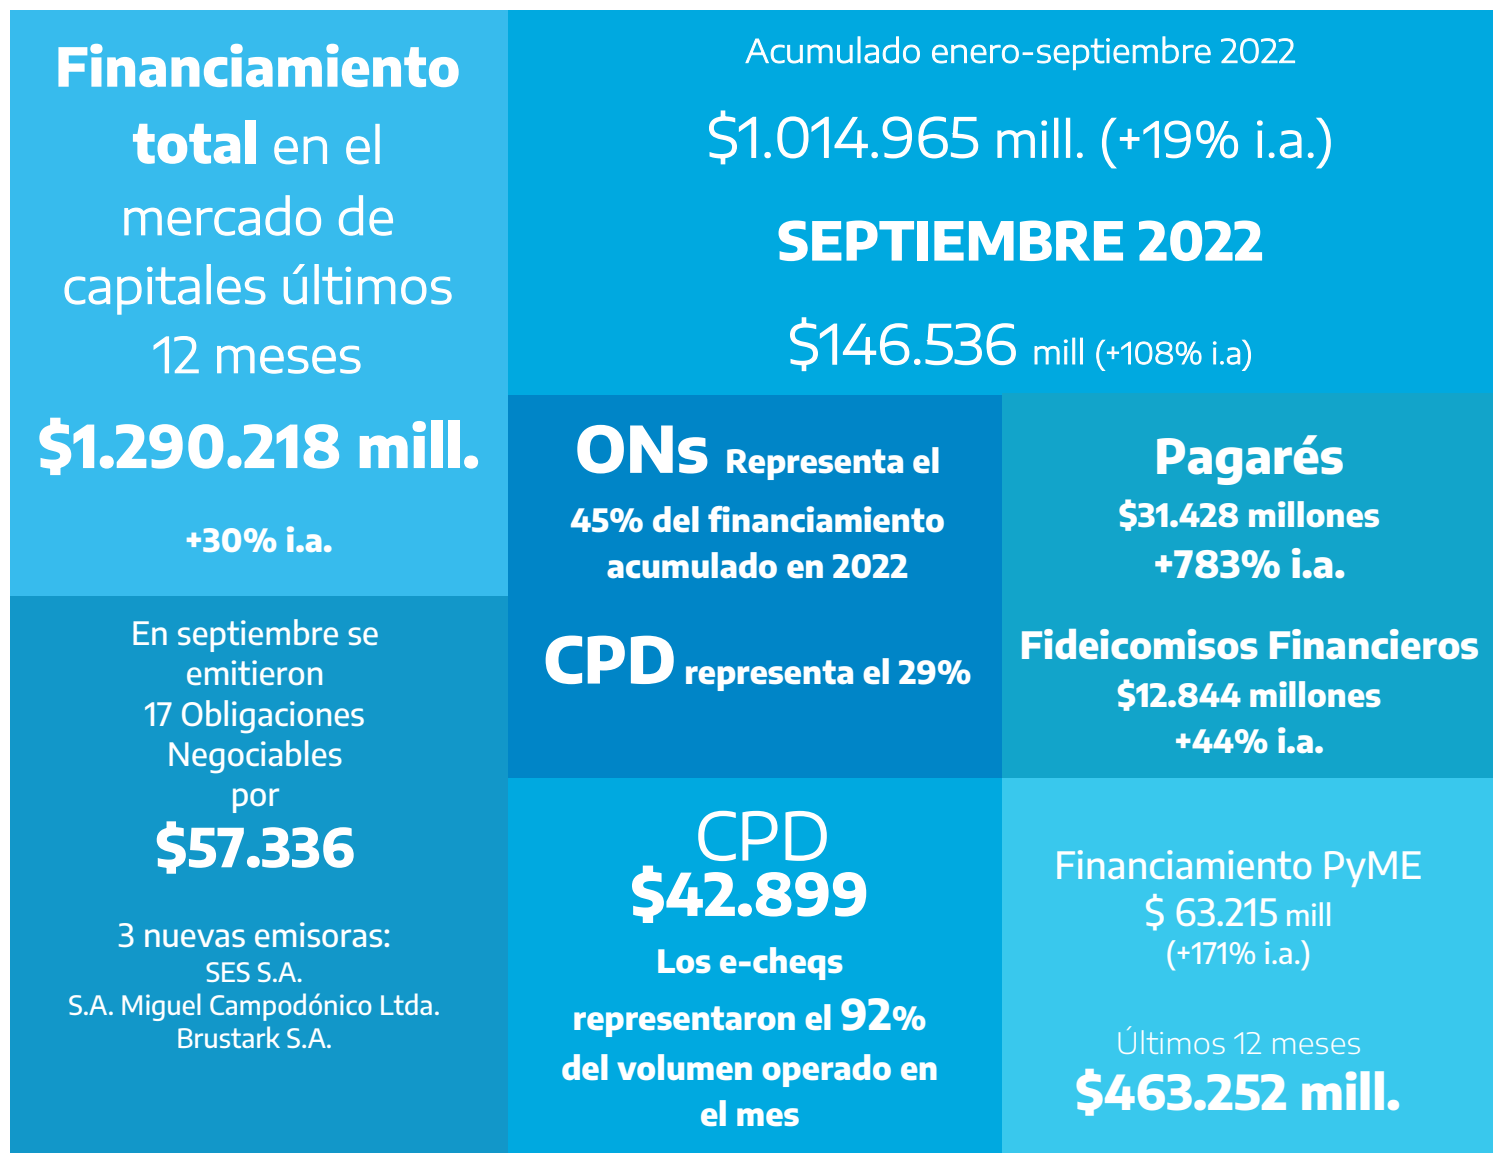 Financiamiento
total en el
mercado de
capitales últimos
12 meses
$1.290.218 mill.
+30% i.a.
Acumulado enero-septiembre 2022
$1.014.965 mill. (+19% i.a.)
SEPTIEMBRE 2022
$146.536 mill (+108% i.a)
ONs Representa el
45% del financiamiento
acumulado en 2022
CPD representa el 29%
Pagarés
$31.428 millones
+783% i.a.
Fideicomisos Financieros
$12.844 millones
+44% i.a.
En septiembre se
emitieron
17 Obligaciones
Negociables
por
$57.336
3 nuevas emisoras:
SES S.A.
S.A. Miguel Campodónico Ltda.
Brustark S.A.
CPD
$42.899
Los e-cheqs
representaron el 92%
del volumen operado en
el mes
Financiamiento PyME
$ 63.215 mill
(+171% i.a.)
Últimos 12 meses
$463.252 mill.